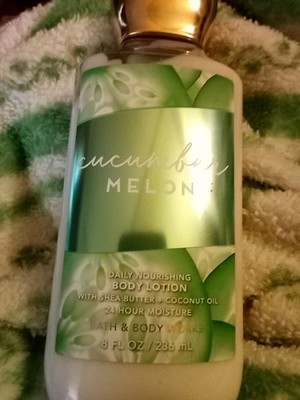 cucumber
MELON
DAILY NOURISHING
BODY LOTION
WITH SHEA BUTTER + COCONUT OIL
24 HOUR MOISTURE
BATH & BODY WORKS
8 FL OZ / 236 mL